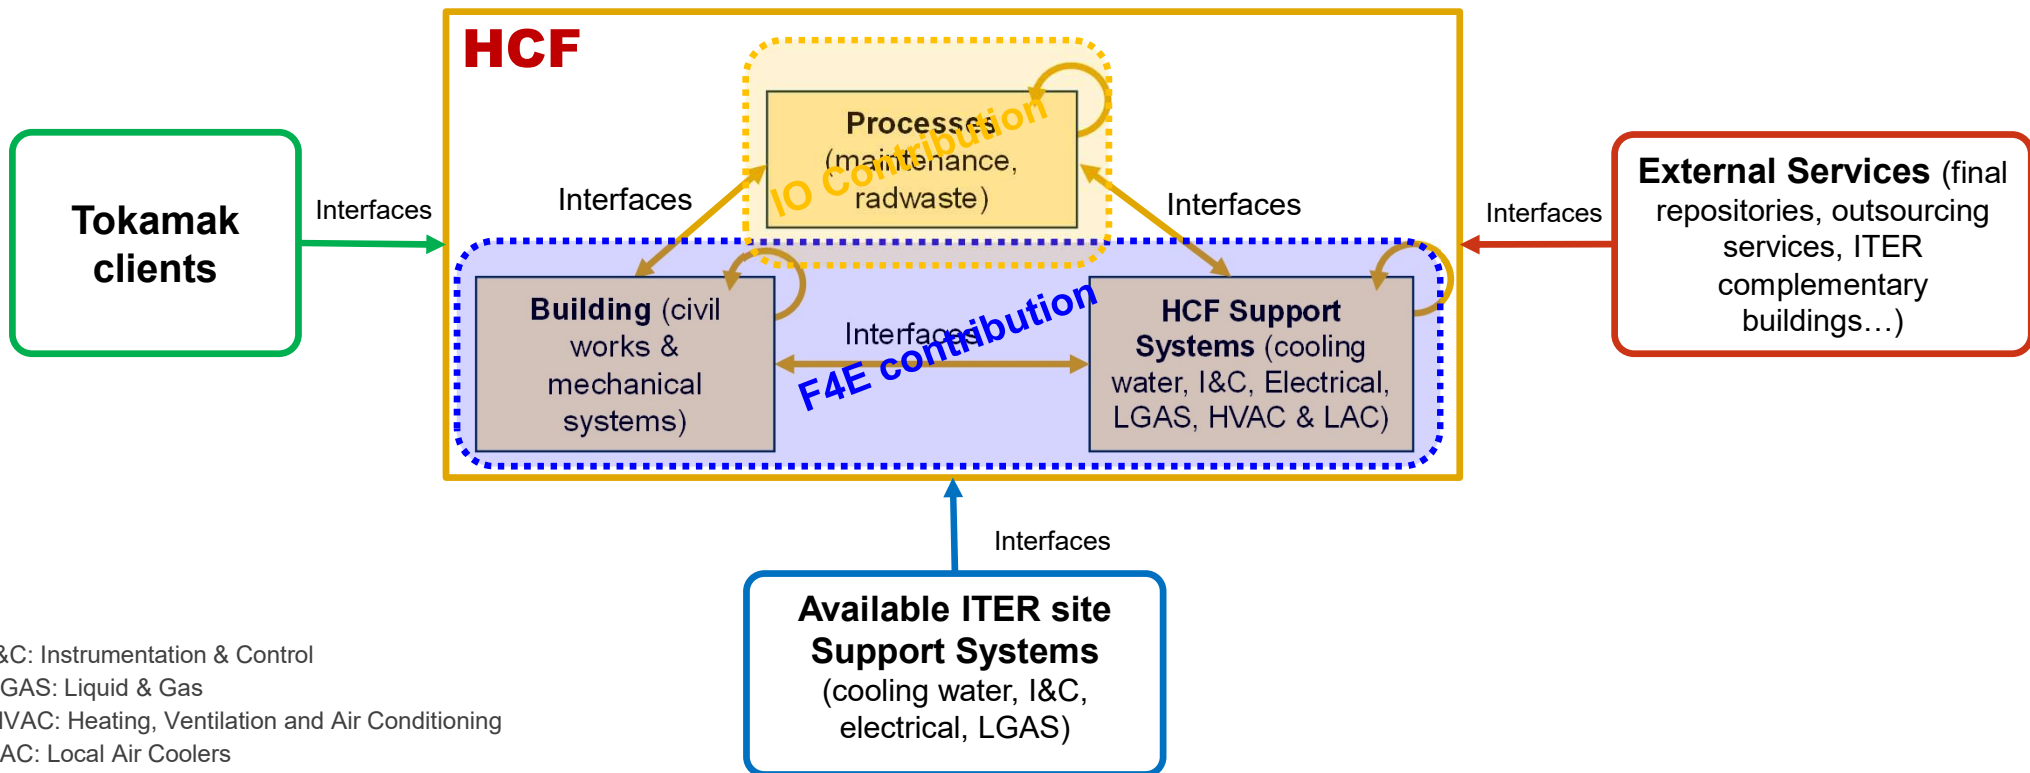 HCF
Processes
(maintenance,
radwaste)
IO Contribution
Interfaces
Interfaces
Tokamak
clients
Interfaces
External Services (final
repositories, outsourcing
services, ITER
complementary
buildings…)
Interfaces
Building (civil
works &
mechanical
systems)
Interfaces
F4E contribution
HCF Support
Systems (cooling
water, I&C, Electrical,
LGAS, HVAC & LAC)
Interfaces
Available ITER site
Support Systems
(cooling water, I&C,
electrical, LGAS)
&C: Instrumentation & Control
GAS: Liquid & Gas
HVAC: Heating, Ventilation and Air Conditioning
AC: Local Air Coolers